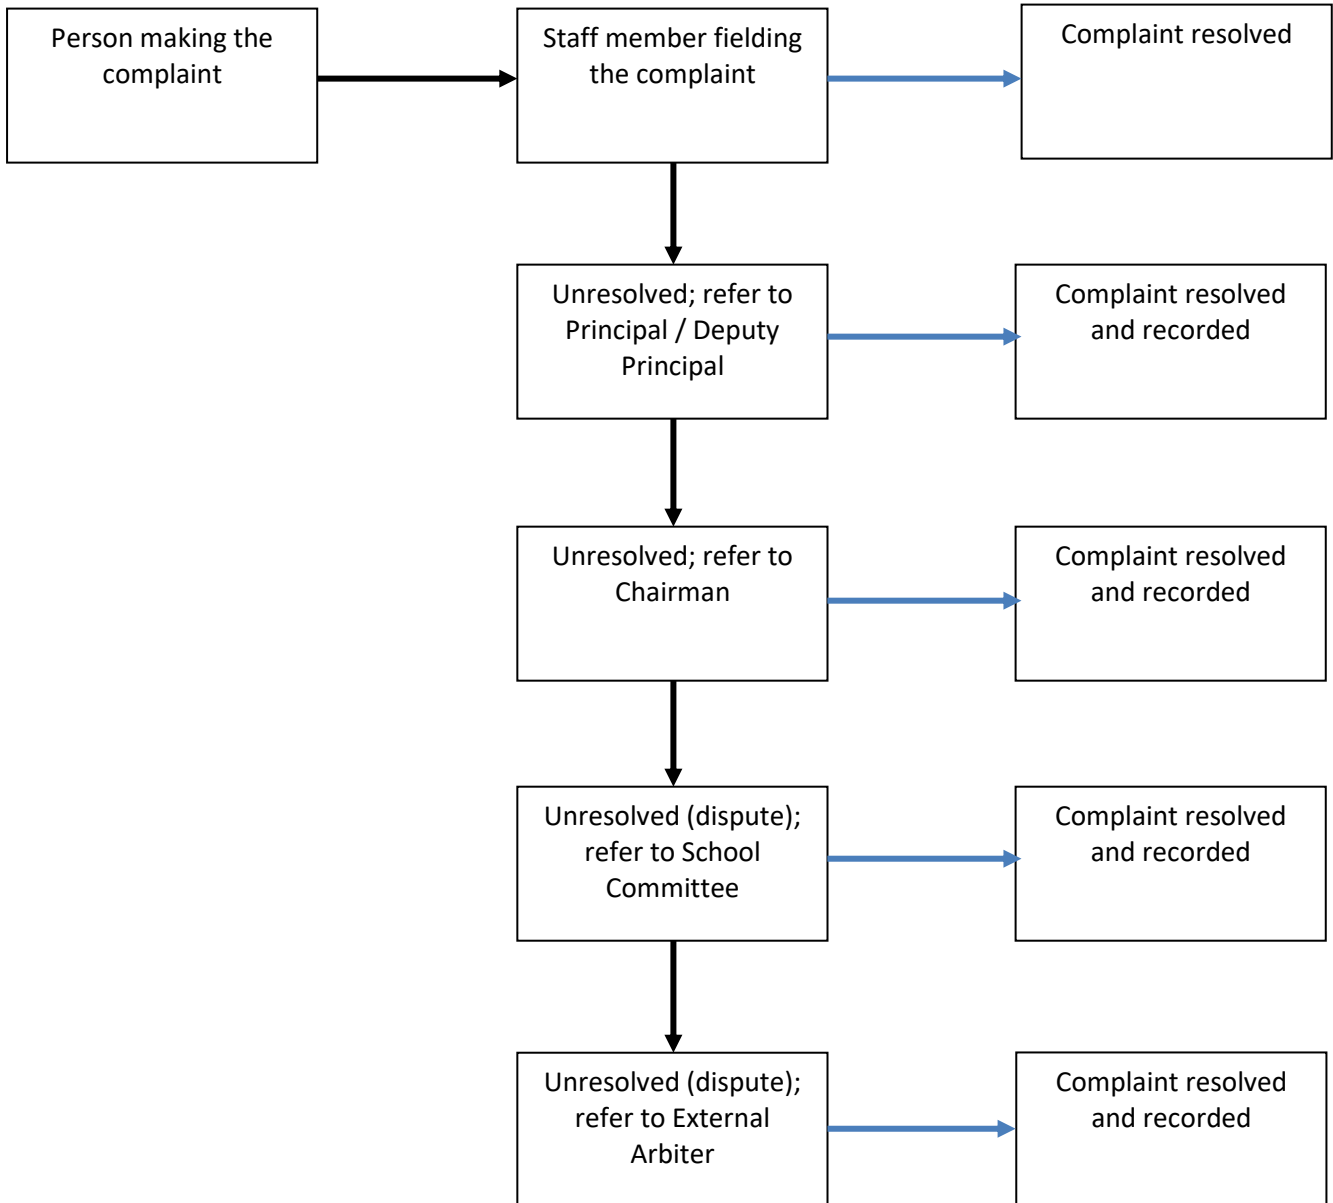 Person making the
complaint
Staff member fielding
the complaint
Complaint resolved
Unresolved; refer to
Principal / Deputy
Principal
Complaint resolved
and recorded
Unresolved; refer to
Chairman
Complaint resolved
and recorded
Unresolved (dispute);
refer to School
Committee
Complaint resolved
and recorded
Unresolved (dispute);
refer to External
Arbiter
Complaint resolved
and recorded